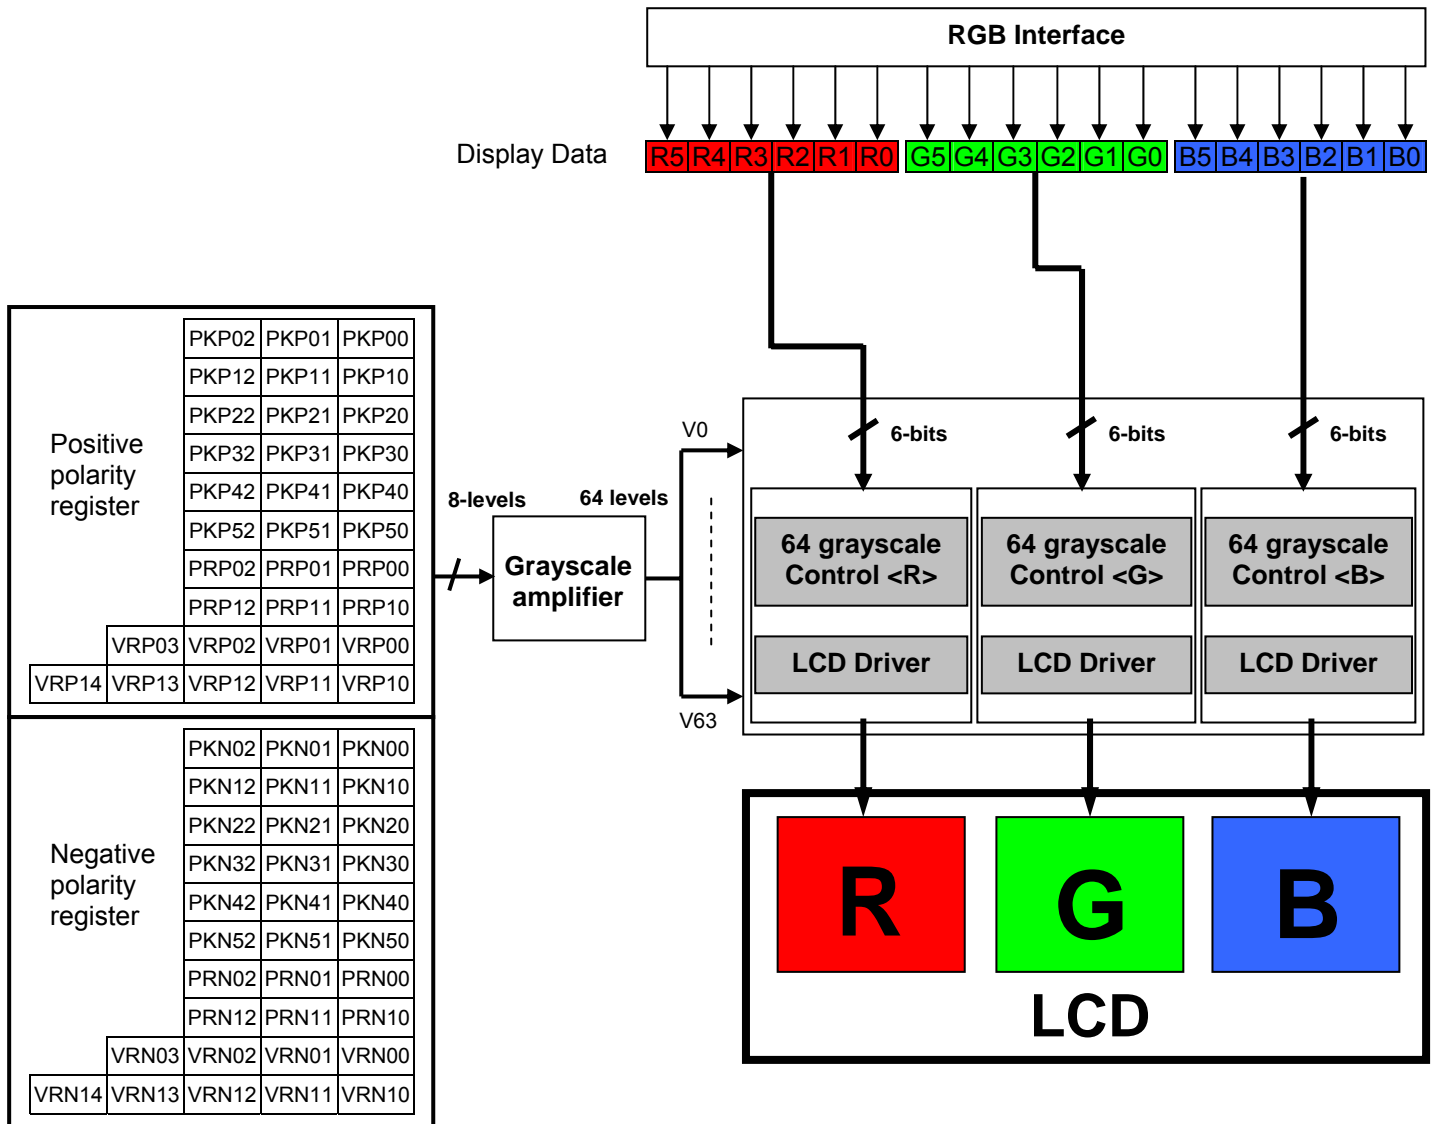 RGB Interface
Display Data
R5 R4 R3 R2 R1 R0 G5 G4 G3 G2 G1 G0 B5 B4 B3 B2 B1 B0
Positive
polarity
register
PKP02 PKP01 PKP00
PKP12 PKP11 PKP10
PKP22 PKP21 PKP20
PKP32 PKP31 PKP30
PKP42 PKP41 PKP40
PKP52 PKP51 PKP50
PRP02 PRP01 PRP00
PRP12 PRP11 PRP10
VRP03 VRP02 VRP01 VRP00
VRP14 VRP13 VRP12 VRP11 VRP10
Negative
polarity
register
PKN02 PKN01 PKN00
PKN12 PKN11 PKN10
PKN22 PKN21 PKN20
PKN32 PKN31 PKN30
PKN42 PKN41 PKN40
PKN52 PKN51 PKN50
PRN02 PRN01 PRN00
PRN12 PRN11 PRN10
VRN03 VRN02 VRN01 VRN00
VRN14 VRN13 VRN12 VRN11 VRN10
8-levels
Grayscale
amplifier
64 levels
V0
V63
6-bits
6-bits
6-bits
64 grayscale
Control <R>
64 grayscale
Control <G>
64 grayscale
Control <B>
LCD Driver
LCD Driver
LCD Driver
R
G
B
LCD